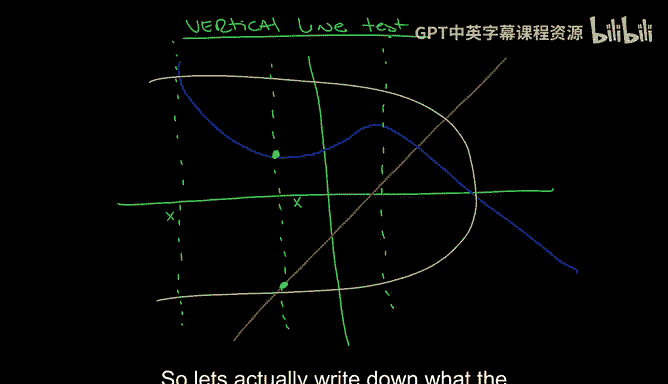 VERTICAL LINE test
GPT中英字幕课程资源 bilibili
x
x
So lets actually write down what the